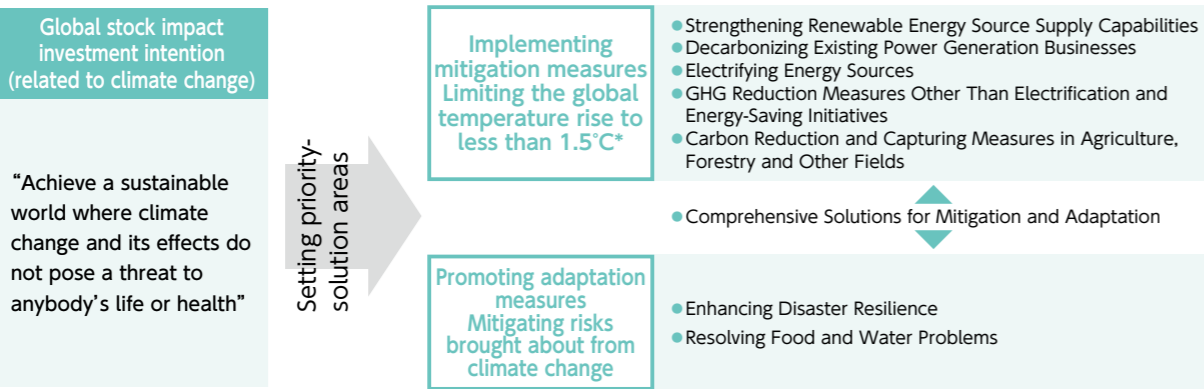 Global stock impact
investment intention
(related to climate change)
“Achieve a sustainable
world where climate
change and its effects do
not pose a threat to
anybody’s life or health”
Setting priority-
solution areas
Implementing
mitigation measures
Limiting the global
temperature rise to
less than 1.5˚C*
●Strengthening Renewable Energy Source Supply Capabilities
●Decarbonizing Existing Power Generation Businesses
●Electrifying Energy Sources
●GHG Reduction Measures Other Than Electrification and
Energy-Saving Initiatives
●Carbon Reduction and Capturing Measures in Agriculture,
Forestry and Other Fields
●Comprehensive Solutions for Mitigation and Adaptation
Promoting adaptation
measures
Mitigating risks
brought about from
climate change
●Enhancing Disaster Resilience
●Resolving Food and Water Problems